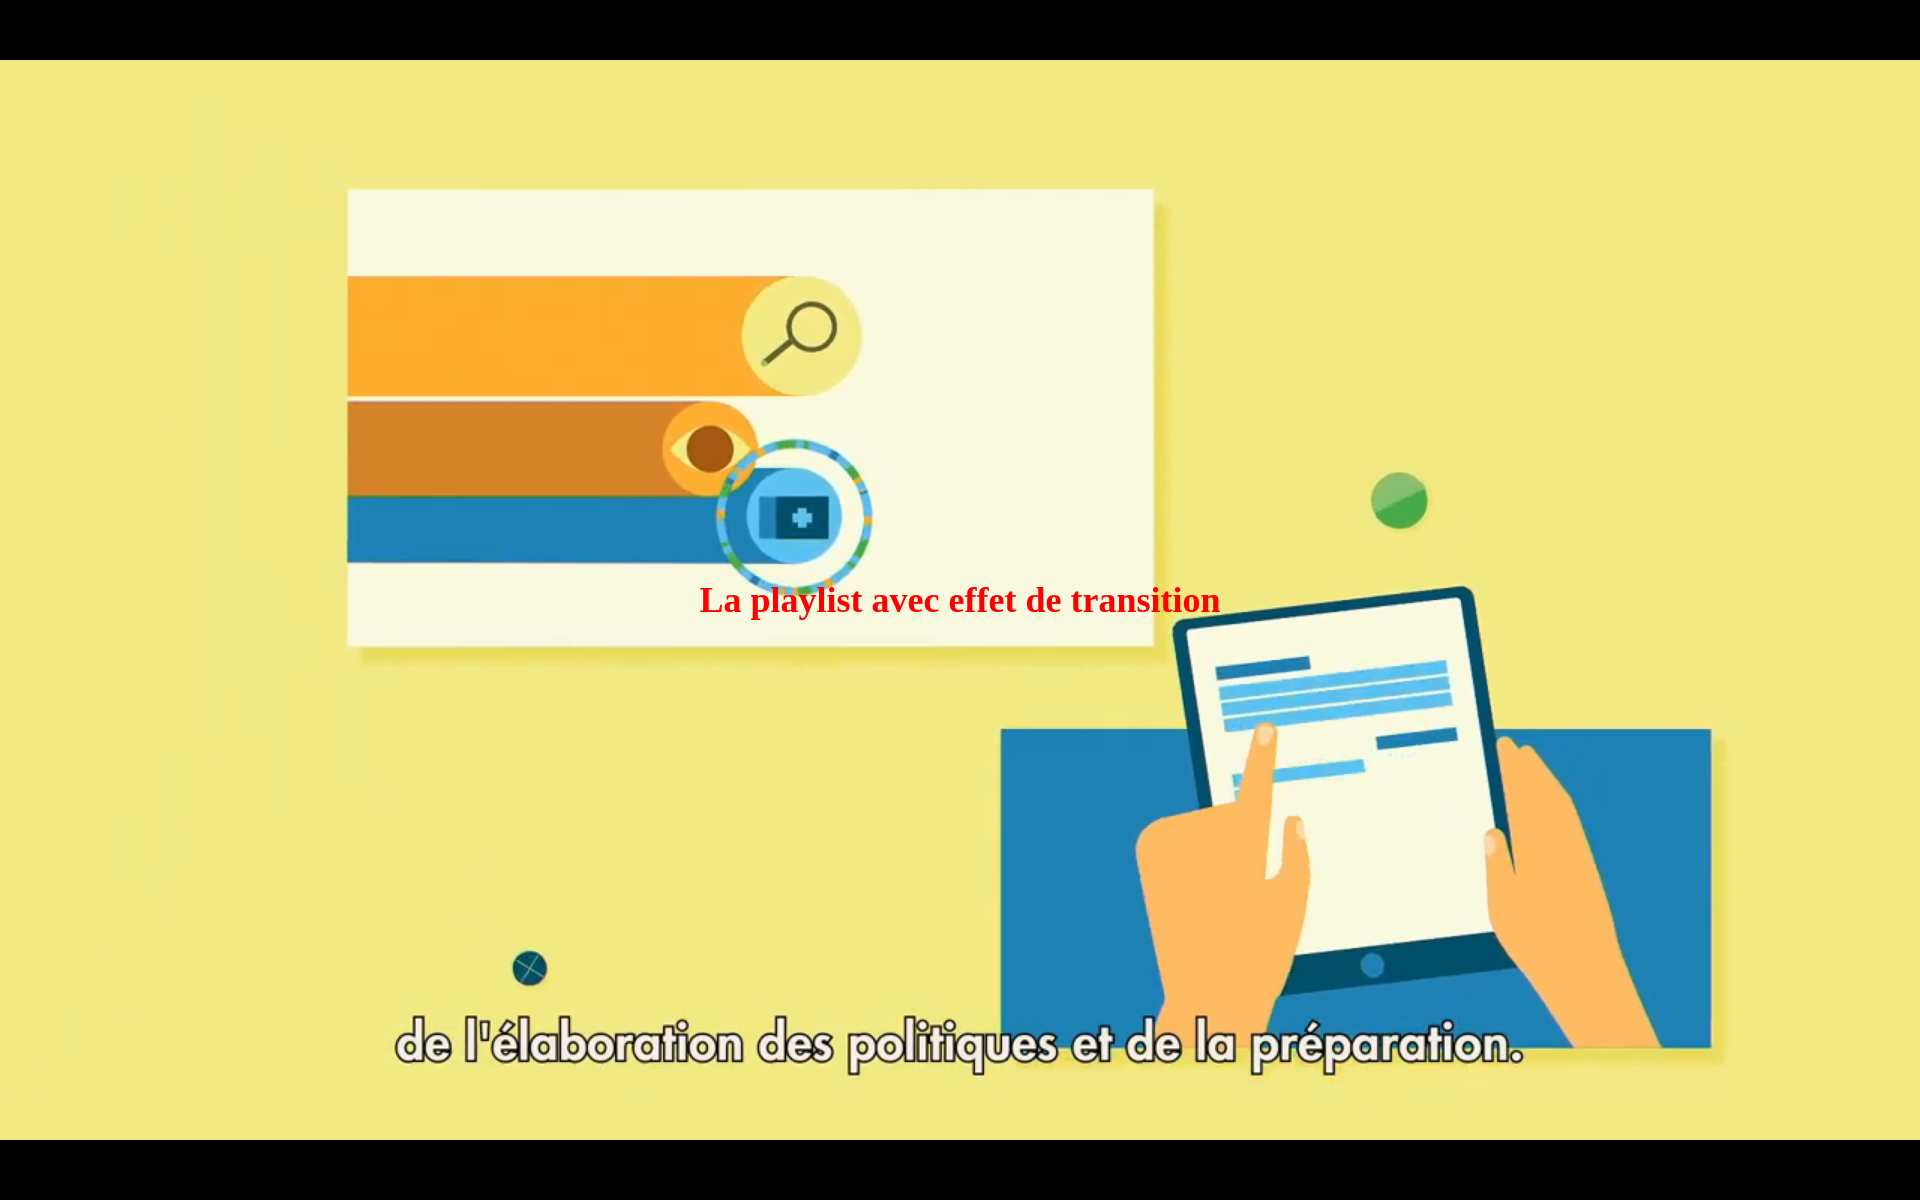 La playlist avec effet de transition
de l'élaboration des politiques et de la préparation.